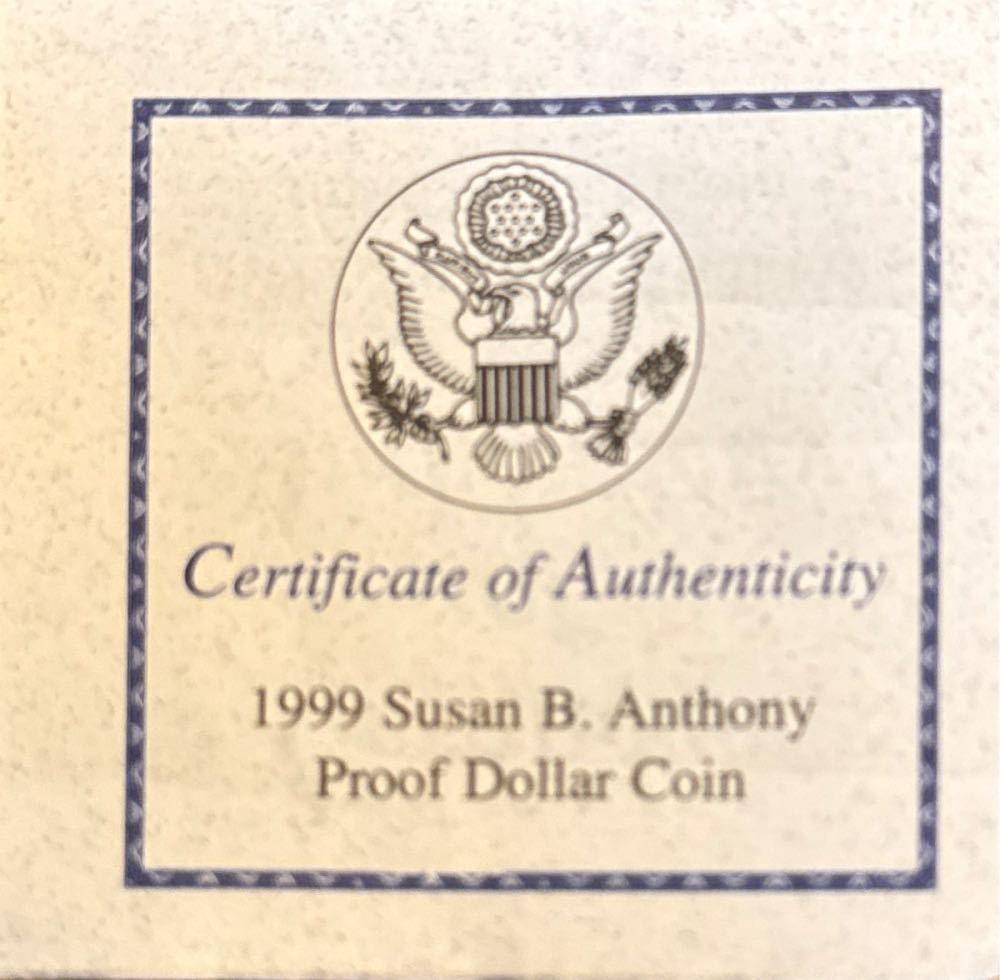 Certificate of Authenticity
1999 Susan B. Anthony
Proof Dollar Coin